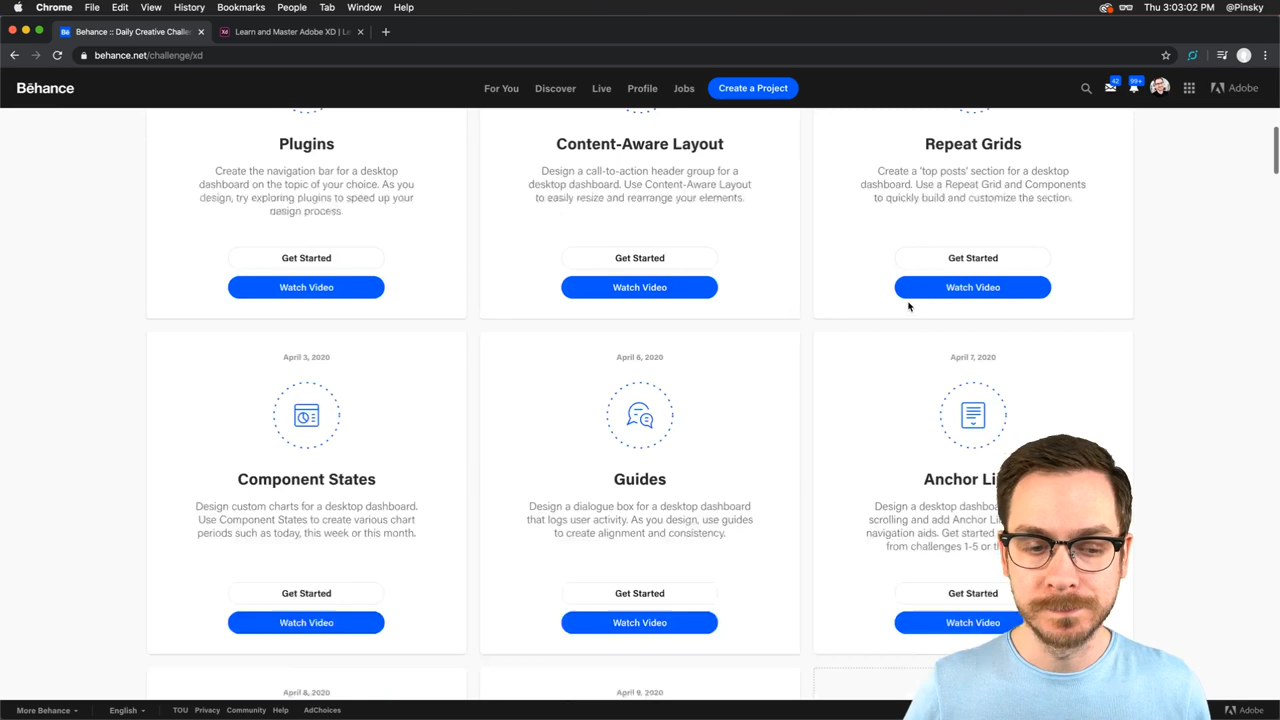 Chrome File Edit View History Bookmarks People Tab Window Help Thu 3:03:02 PM @Pinsky
Behance :: Daily Creative Challe
Learn and Master Adobe XD | Le
behance.net/challenge/xd
Bēhance For You Discover Live Profile Jobs Create a Project 42 99+ Adobe
Plugins
Create the navigation bar for a desktop
dashboard on the topic of your choice. As you
design, try exploring plugins to speed up your
design process.
Get Started
Watch Video
Content-Aware Layout
Design a call-to-action header group for a
desktop dashboard. Use Content-Aware Layout
to easily resize and rearrange your elements.
Get Started
Watch Video
Repeat Grids
Create a 'top posts' section for a desktop
dashboard. Use a Repeat Grid and Components
to quickly build and customize the section.
Get Started
Watch Video
April 3, 2020
Component States
Design custom charts for a desktop dashboard.
Use Component States to create various chart
periods such as today, this week or this month.
Get Started
Watch Video
April 6, 2020
Guides
Design a dialogue box for a desktop dashboard
that logs user activity. As you design, use guides
to create alignment and consistency.
Get Started
Watch Video
April 7, 2020
Anchor
Design a desktop
scrolling and add Anchor
navigation aids. Get started
from challenges 1-5 or
Get Started
Watch Video
April 8, 2020
April 9, 2020
More Behance English TOU Privacy Community Help AdChoices Adobe